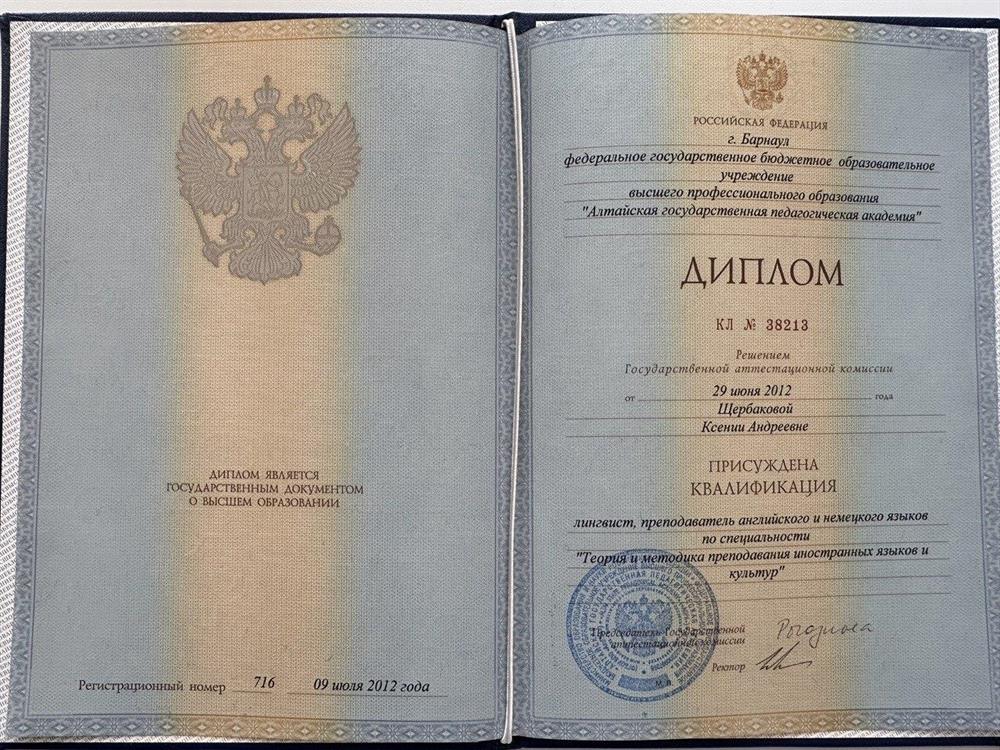 ДИПЛОМ ЯВЛЯЕТСЯ
ГОСУДАРСТВЕННЫМ ДОКУМЕНТОМ
О ВЫСШЕМ ОБРАЗОВАНИИ
Регистрационный номер 716 09 июля 2012 года
РОССИЙСКАЯ ФЕДЕРАЦИЯ
г. Барнаул
федеральное государственное бюджетное образовательное
учреждение
высшего профессионального образования
"Алтайская государственная педагогическая академия"
ДИПЛОМ
КЛ № 38213
Решением
Государственной аттестационной комиссии
от 29 июня 2012 года
Щербаковой
Ксении Андреевне
ПРИСУЖДЕНА
КВАЛИФИКАЦИЯ
лингвист, преподаватель английского и немецкого языков
по специальности
"Теория и методика преподавания иностранных языков и
культур"
Председатель Государственной
аттестационной комиссии
Ректор
М.П.